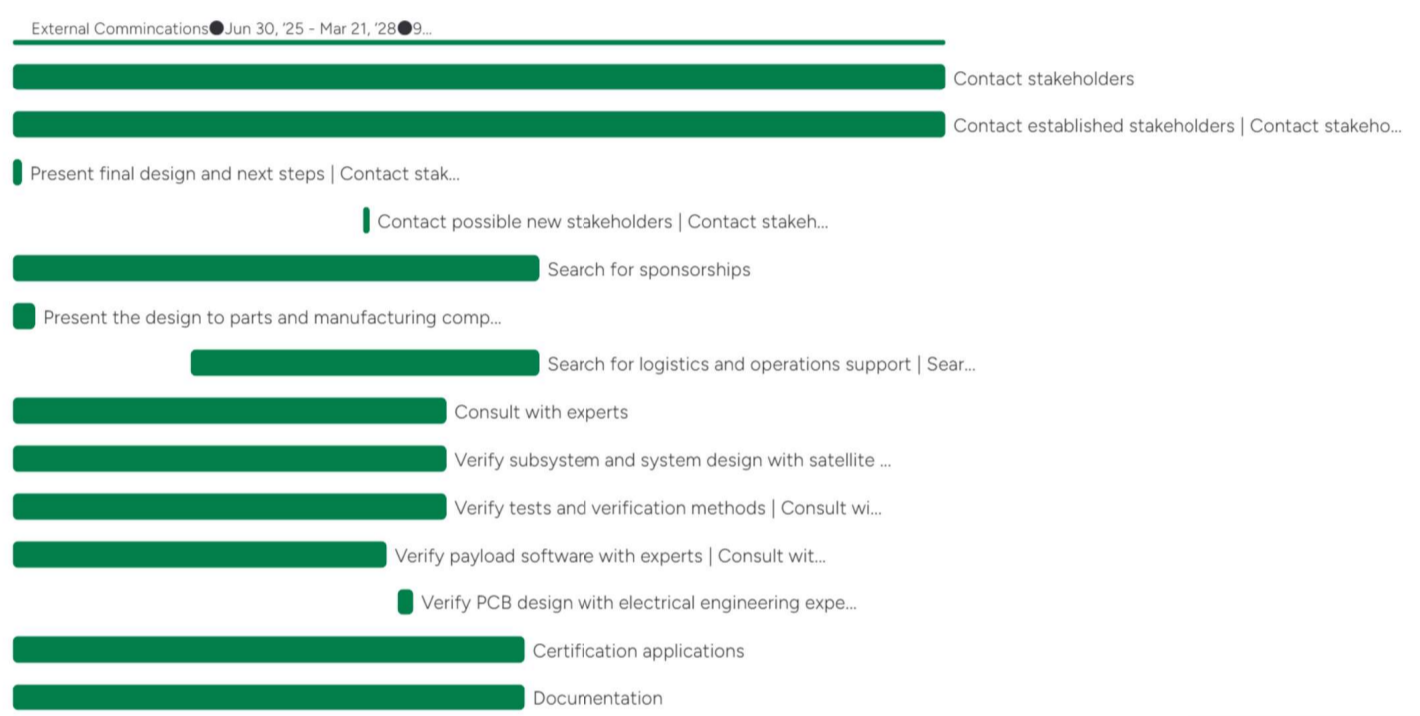 External Commincations●Jun 30, '25 - Mar 21, '28●9...
Contact stakeholders
Contact established stakeholders | Contact stakeho...
Present final design and next steps | Contact stak...
Contact possible new stakeholders | Contact stakeh...
Search for sponsorships
Present the design to parts and manufacturing comp...
Search for logistics and operations support | Sear...
Consult with experts
Verify subsystem and system design with satellite ...
Verify tests and verification methods | Consult wi...
Verify payload software with experts | Consult wit...
Verify PCB design with electrical engineering expe...
Certification applications
Documentation